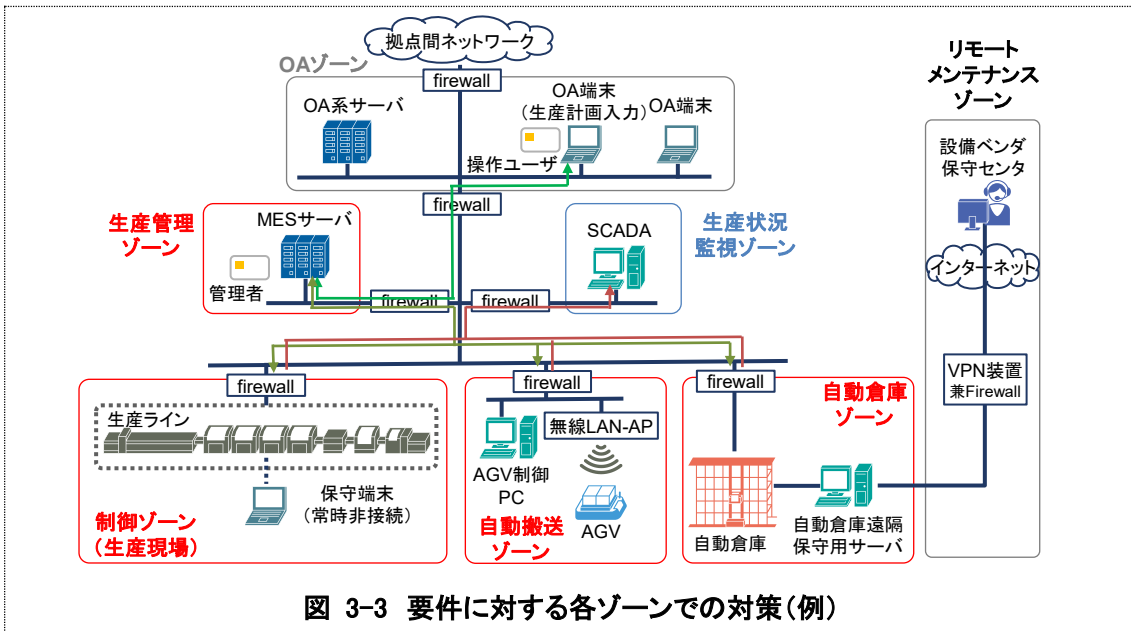 拠点間ネットワーク
OAゾーン
firewall
OA系サーバ
OA端末
(生産計画入力)
OA端末
操作ユーザ
firewall
リモート
メンテナンス
ゾーン
設備ベンダ
保守センタ
インターネット
VPN装置
兼Firewall
生産管理
ゾーン
MESサーバ
管理者
firewall
firewall
SCADA
生産状況
監視ゾーン
firewall
生産ライン
保守端末
(常時非接続)
制御ゾーン
(生産現場)
firewall
無線LAN-AP
AGV制御
PC
AGV
自動搬送
ゾーン
firewall
自動倉庫
ゾーン
自動倉庫
自動倉庫遠隔
保守用サーバ
図 3-3 要件に対する各ゾーンでの対策(例)